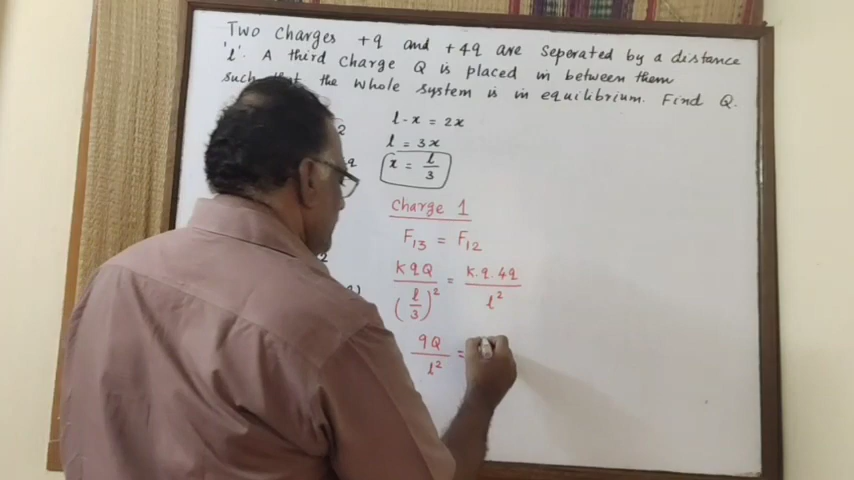 Two charges +q and +4q are seperated by a distance
'l'. A third charge Q is placed in between them
such that the whole system is in equilibrium. Find Q.
2
l - x = 2x
l = 3x
q
x = l/3
Charge 1
F13 = F12
2
kqQ/(l/3)² = k.q.4q/l²
9Q/l² =